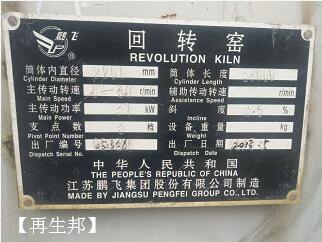 鹏飞
回转窑
REVOLUTION KILN
筒体内直径 mm 筒体长度 mm
Cylinder Diameter Cylinder Length
主传动转速 r/min 辅助传动转速 r/min
Main Speed Assistance Speed
主传动功率 kW 斜度 %
Main Power Incline
支点数 档 设备重量 kg
Pivot Point Number Device Weight
出厂编号 出厂日期
Dispatch Serial No. Dispatch Date
中华人民共和国
THE PEOPLE'S REPUBLIC OF CHINA
江苏鹏飞集团股份有限公司制造
MADE BY JIANGSU PENGFEI GROUP CO., LTD.
【再生邦】